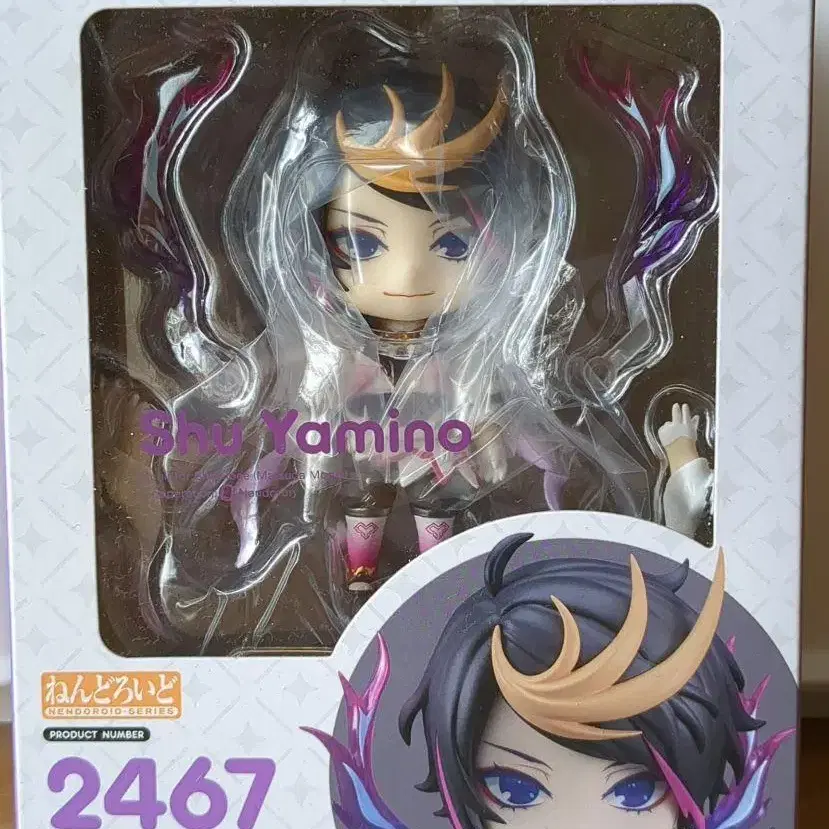 Shu Yamino
ねんどろいど
NENDOROID-SERIES
PRODUCT NUMBER
2467